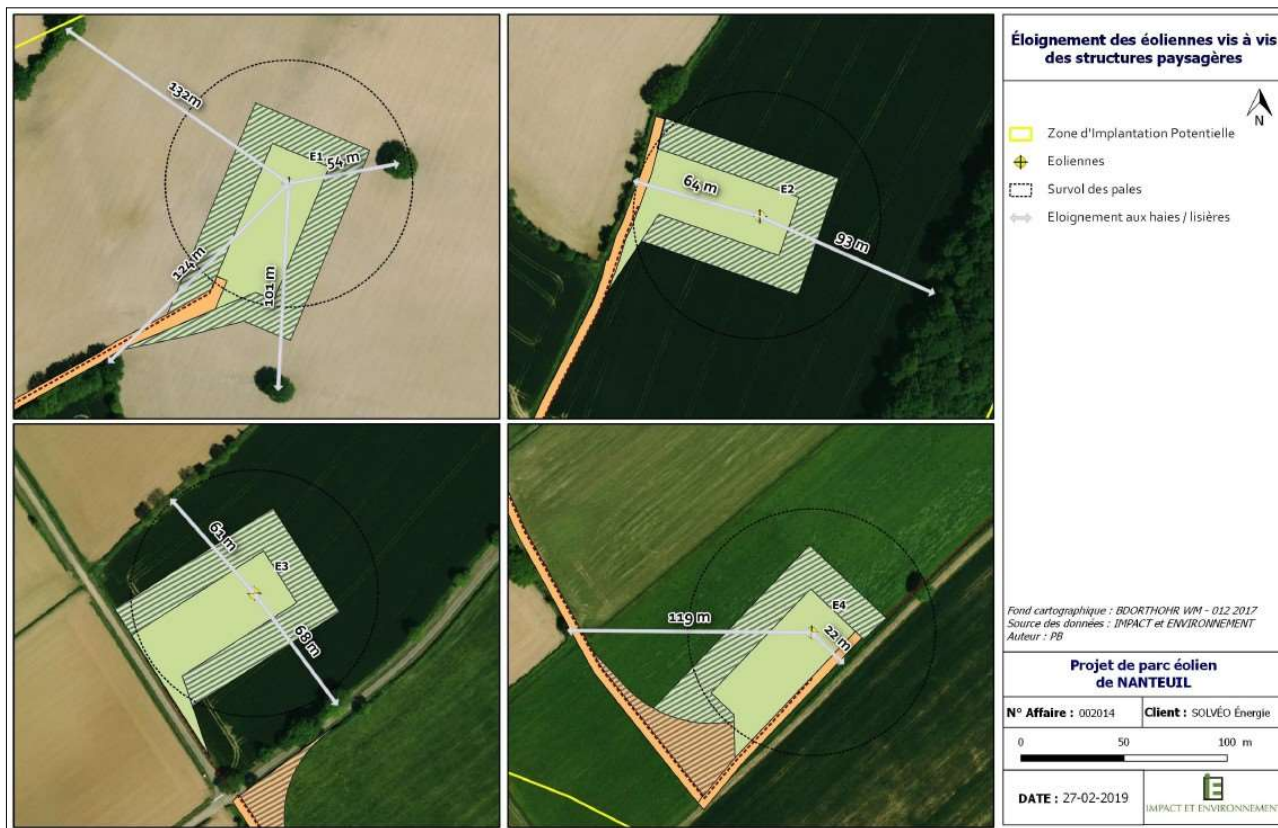 132m
E1
54 m
124 m
101 m
64 m
E2
93 m
61 m
E3
68 m
119 m
E4
22 m
Éloignement des éoliennes vis à vis
des structures paysagères
N
Zone d'Implantation Potentielle
Eoliennes
Survol des pales
Eloignement aux haies / lisières
Fond cartographique : BDORTHOHR WM - 012 2017
Source des données : IMPACT et ENVIRONNEMENT
Auteur : PB
Projet de parc éolien
de NANTEUIL
N° Affaire : 002014 Client : SOLVÉO Énergie
0 50 100 m
DATE : 27-02-2019
IMPACT ET ENVIRONNEMENT